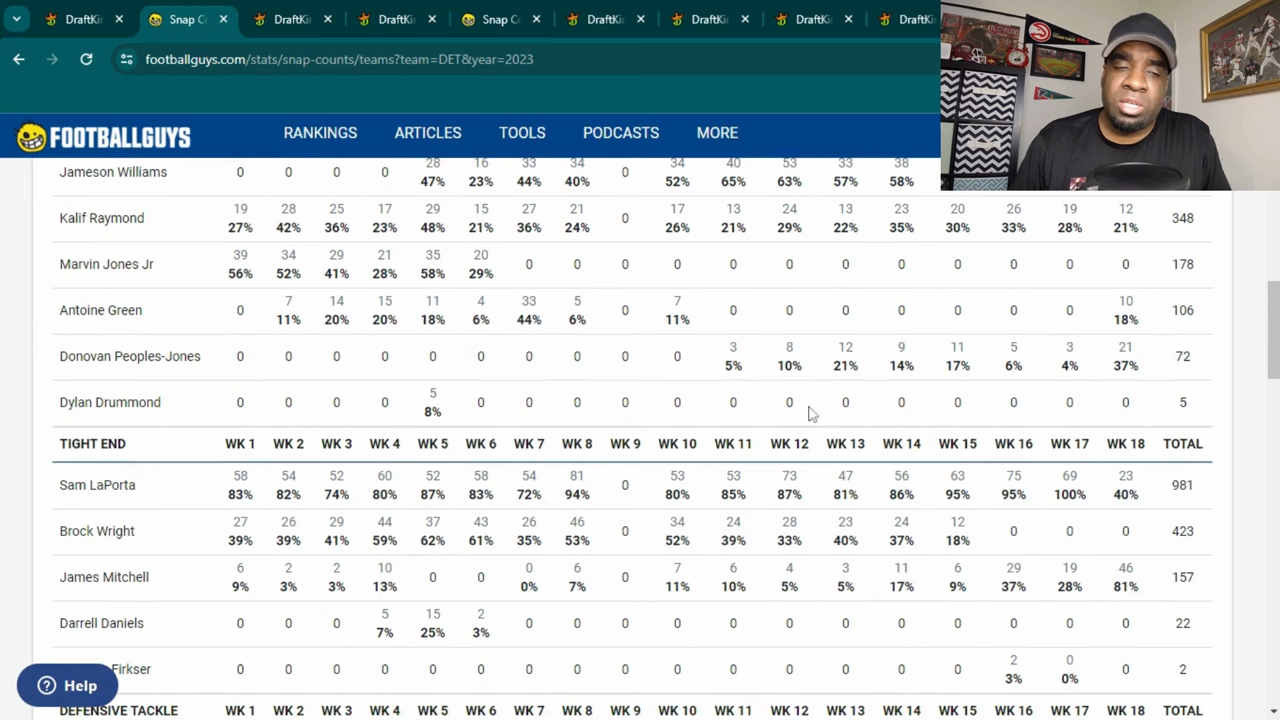 DraftKi
Snap C
DraftKi
DraftKi
Snap C
DraftKi
DraftKi
DraftKi
DraftKi
footballguys.com/stats/snap-counts/teams?team=DET&year=2023
FOOTBALLGUYS
RANKINGS ARTICLES TOOLS PODCASTS MORE
28 16 33 34 34 40 53 33 38
Jameson Williams 0 0 0 0 0
47% 23% 44% 40% 52% 65% 63% 57% 58%
19 28 25 17 29 15 27 21 17 13 24 13 23 20 26 19 12
Kalif Raymond 0 348
27% 42% 36% 23% 48% 21% 36% 24% 26% 21% 29% 22% 35% 30% 33% 28% 21%
39 34 29 21 35 20
Marvin Jones Jr 0 0 0 0 0 0 0 0 0 0 0 0 178
56% 52% 41% 28% 58% 29%
7 14 15 11 4 33 5 7 10
Antoine Green 0 0 0 0 0 0 0 0 0 106
11% 20% 20% 18% 6% 44% 6% 11% 18%
3 8 12 9 11 5 3 21
Donovan Peoples-Jones 0 0 0 0 0 0 0 0 0 0 72
5% 10% 21% 14% 17% 6% 4% 37%
5
Dylan Drummond 0 0 0 0 0 0 0 0 0 0 0 0 0 0 0 0 0 5
8%
TIGHT END WK 1 WK 2 WK 3 WK 4 WK 5 WK 6 WK 7 WK 8 WK 9 WK 10 WK 11 WK 12 WK 13 WK 14 WK 15 WK 16 WK 17 WK 18 TOTAL
58 54 52 60 52 58 54 81 53 53 73 47 56 63 75 69 23
Sam LaPorta 0 981
83% 82% 74% 80% 87% 83% 72% 94% 80% 85% 87% 81% 86% 95% 95% 100% 40%
27 26 29 44 37 43 26 46 34 24 28 23 24 12
Brock Wright 0 0 0 0 423
39% 39% 41% 59% 62% 61% 35% 53% 52% 39% 33% 40% 37% 18%
6 2 2 10 0 6 7 6 4 3 11 6 29 19 46
James Mitchell 0 0 0 157
9% 3% 3% 13% 0% 7% 11% 10% 5% 5% 17% 9% 37% 28% 81%
5 15 2
Darrell Daniels 0 0 0 0 0 0 0 0 0 0 0 0 0 0 0 22
7% 25% 3%
2 0
Firkser 0 0 0 0 0 0 0 0 0 0 0 0 0 0 0 0 2
3% 0%
Help
DEFENSIVE TACKLE WK 1 WK 2 WK 3 WK 4 WK 5 WK 6 WK 7 WK 8 WK 9 WK 10 WK 11 WK 12 WK 13 WK 14 WK 15 WK 16 WK 17 WK 18 TOTAL